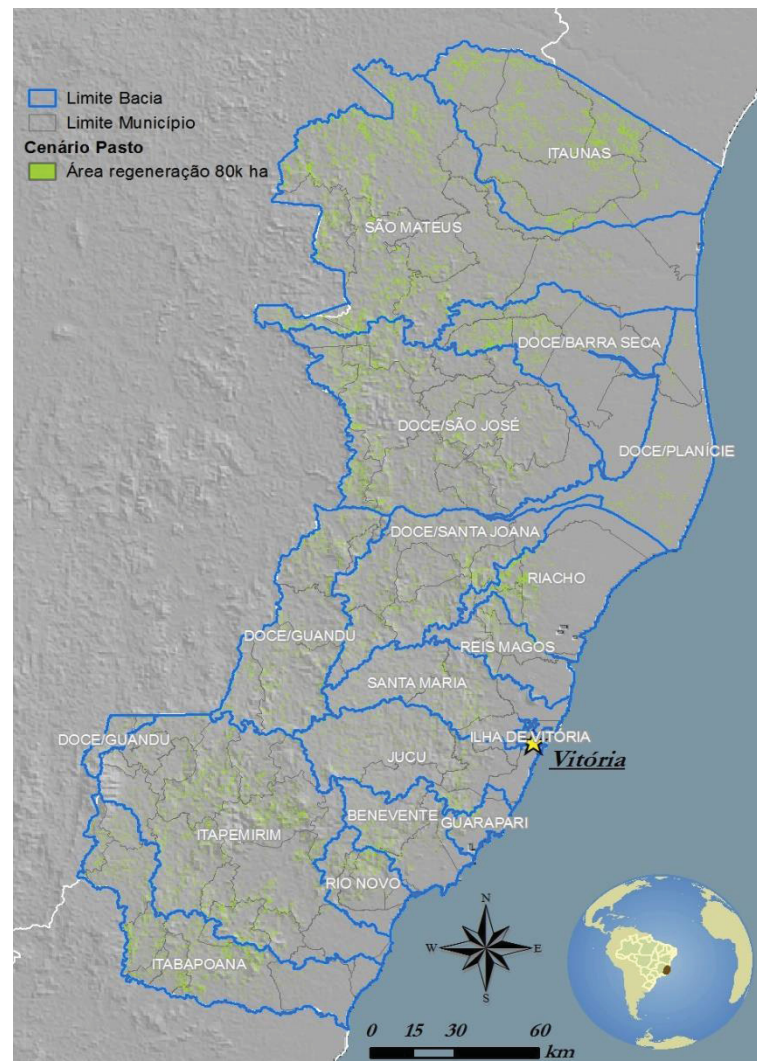 Limite Bacia
Limite Município
Cenário Pasto
Área regeneração 80k ha
ITAUNAS
SÃO MATEUS
DOCE/BARRA SECA
DOCE/SÃO JOSÉ
DOCE/PLANÍCIE
DOCE/SANTA JOANA
RIACHO
DOCE/GUANDU
REIS MAGOS
SANTA MARIA
DOCE/GUANDU
ILHA DE VITÓRIA
Vitória
JUCU
BENEVENTE
GUARAPARI
ITAPEMIRIM
RIO NOVO
ITABAPOANA
N
W
E
S
0 15 30 60
km